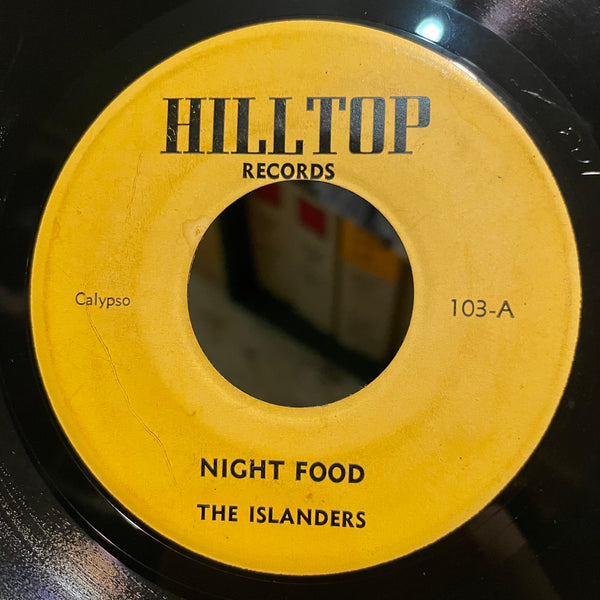 HILLTOP
RECORDS
Calypso
103-A
NIGHT FOOD
THE ISLANDERS